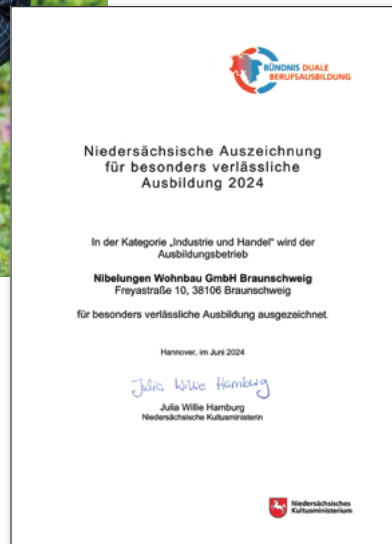 BÜNDNIS DUALE
BERUFSAUSBILDUNG
Niedersächsische Auszeichnung
für besonders verlässliche
Ausbildung 2024
In der Kategorie „Industrie und Handel" wird der
Ausbildungsbetrieb
Nibelungen Wohnbau GmbH Braunschweig
Freyastraße 10, 38106 Braunschweig
für besonders verlässliche Ausbildung ausgezeichnet.
Hannover, im Juni 2024
Julia Willie Hamburg
Julia Willie Hamburg
Niedersächsische Kultusministerin
Niedersächsisches
Kultusministerium